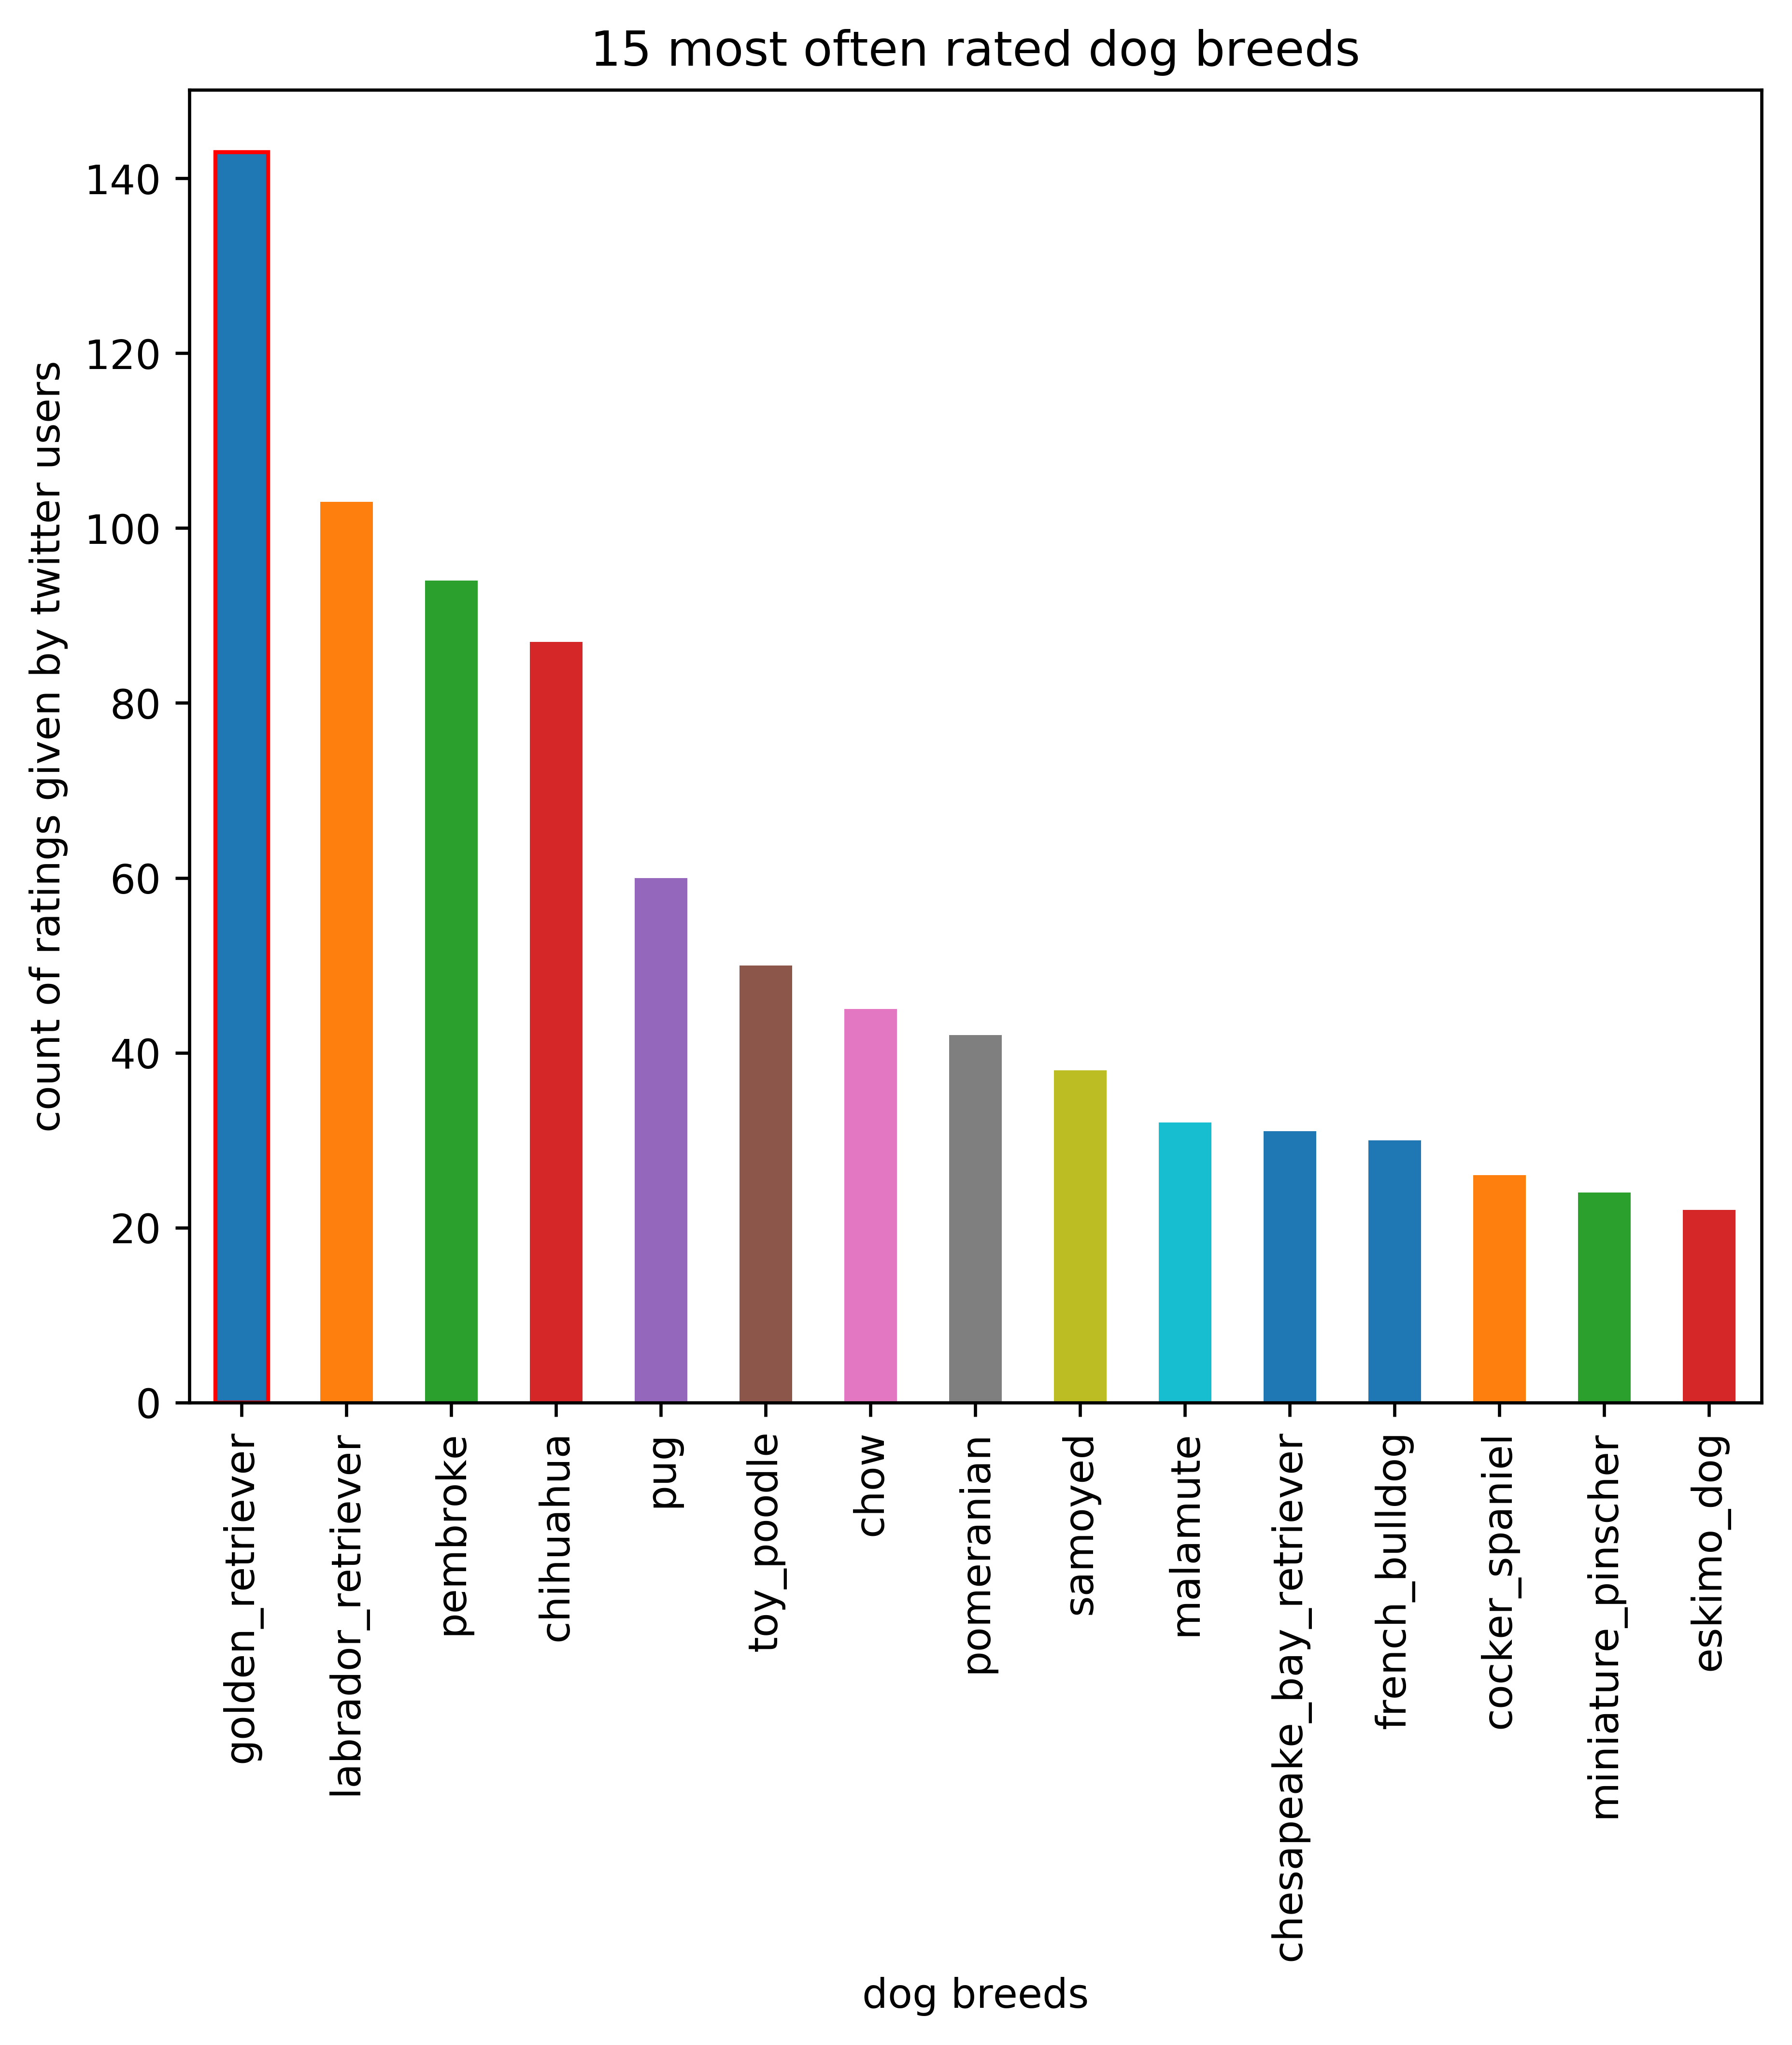 15 most often rated dog breeds
count of ratings given by twitter users
140
120
100
80
60
40
20
0
golden_retriever
labrador_retriever
pembroke
chihuahua
pug
toy_poodle
chow
pomeranian
samoyed
malamute
chesapeake_bay_retriever
french_bulldog
cocker_spaniel
miniature_pinscher
eskimo_dog
dog breeds